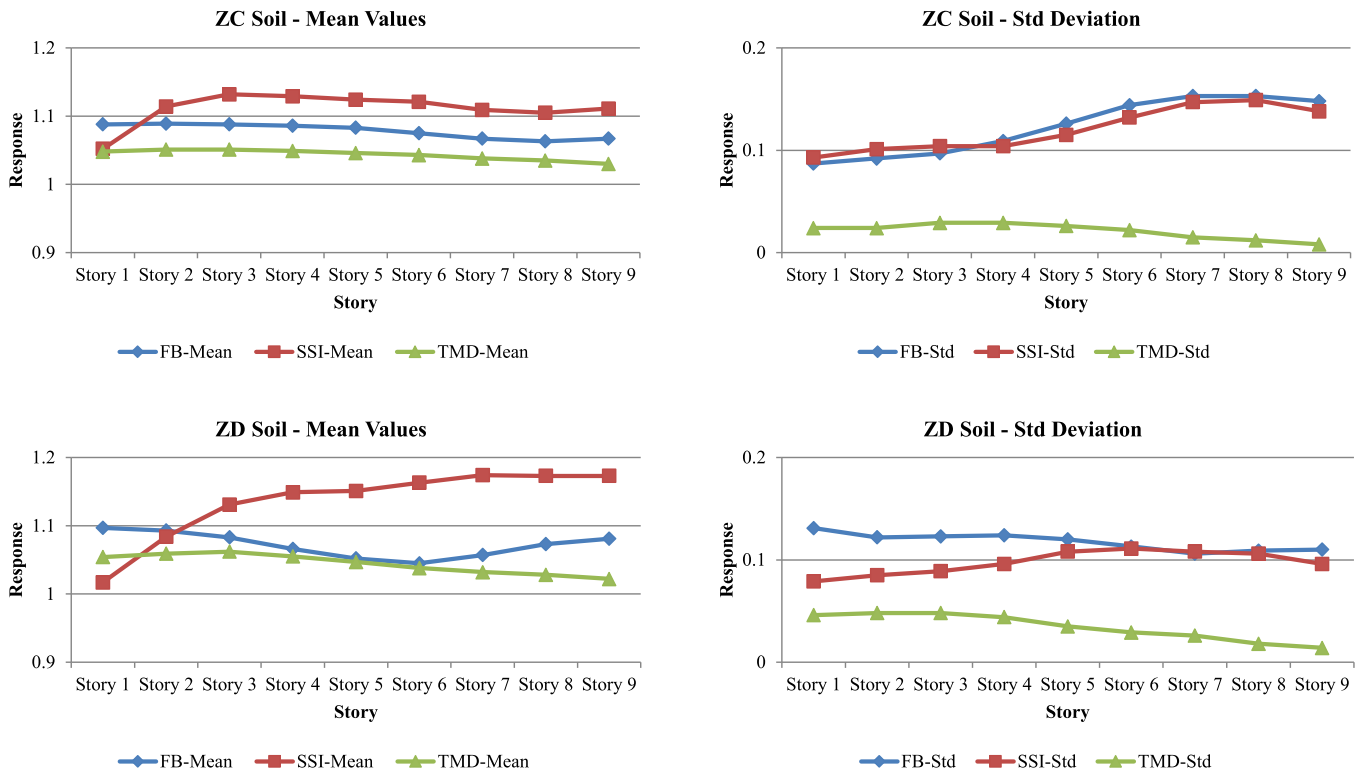 ZC Soil - Mean Values
1.2
1.1
1
0.9
Response
Story 1 Story 2 Story 3 Story 4 Story 5 Story 6 Story 7 Story 8 Story 9
Story
FB-Mean SSI-Mean TMD-Mean
ZC Soil - Std Deviation
0.2
0.1
0
Response
Story 1 Story 2 Story 3 Story 4 Story 5 Story 6 Story 7 Story 8 Story 9
Story
FB-Std SSI-Std TMD-Std
ZD Soil - Mean Values
1.2
1.1
1
0.9
Response
Story 1 Story 2 Story 3 Story 4 Story 5 Story 6 Story 7 Story 8 Story 9
Story
FB-Mean SSI-Mean TMD-Mean
ZD Soil - Std Deviation
0.2
0.1
0
Response
Story 1 Story 2 Story 3 Story 4 Story 5 Story 6 Story 7 Story 8 Story 9
Story
FB-Std SSI-Std TMD-Std